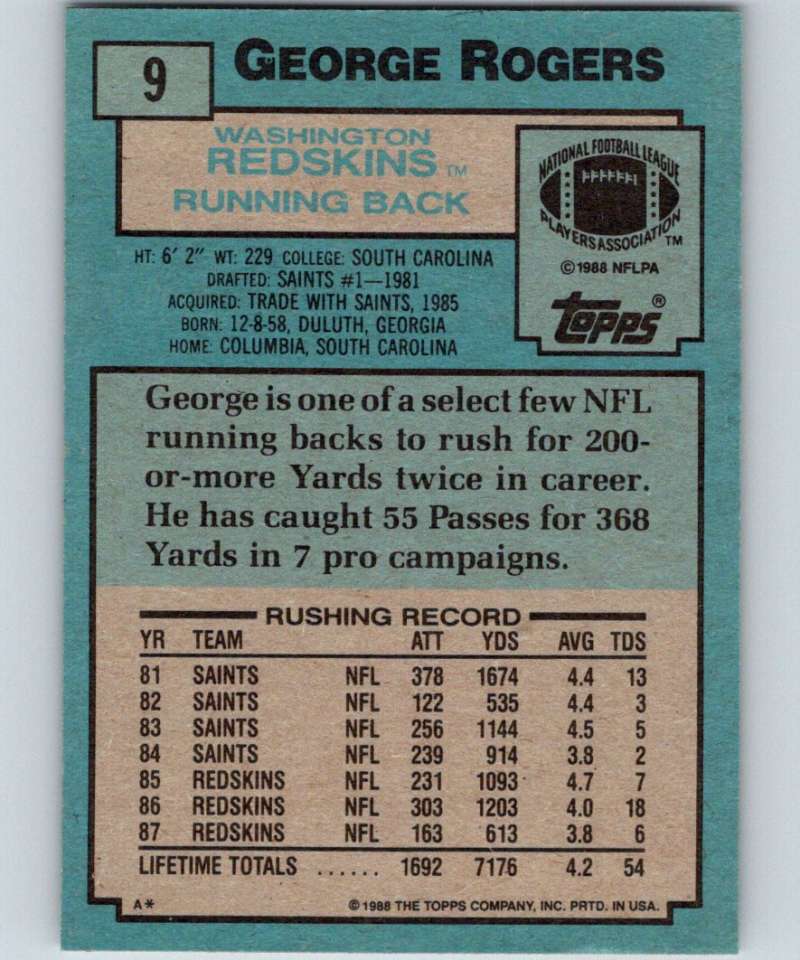 9
GEORGE ROGERS
WASHINGTON
REDSKINS TM
RUNNING BACK
NATIONAL FOOTBALL LEAGUE
PLAYERS ASSOCIATION TM
© 1988 NFLPA
TOPPS ®
HT: 6' 2" WT: 229 COLLEGE: SOUTH CAROLINA
DRAFTED: SAINTS #1—1981
ACQUIRED: TRADE WITH SAINTS, 1985
BORN: 12-8-58, DULUTH, GEORGIA
HOME: COLUMBIA, SOUTH CAROLINA
George is one of a select few NFL
running backs to rush for 200-
or-more Yards twice in career.
He has caught 55 Passes for 368
Yards in 7 pro campaigns.
RUSHING RECORD
YR TEAM ATT YDS AVG TDS
81 SAINTS NFL 378 1674 4.4 13
82 SAINTS NFL 122 535 4.4 3
83 SAINTS NFL 256 1144 4.5 5
84 SAINTS NFL 239 914 3.8 2
85 REDSKINS NFL 231 1093 4.7 7
86 REDSKINS NFL 303 1203 4.0 18
87 REDSKINS NFL 163 613 3.8 6
LIFETIME TOTALS ...... 1692 7176 4.2 54
A* © 1988 THE TOPPS COMPANY, INC. PRTD. IN USA.